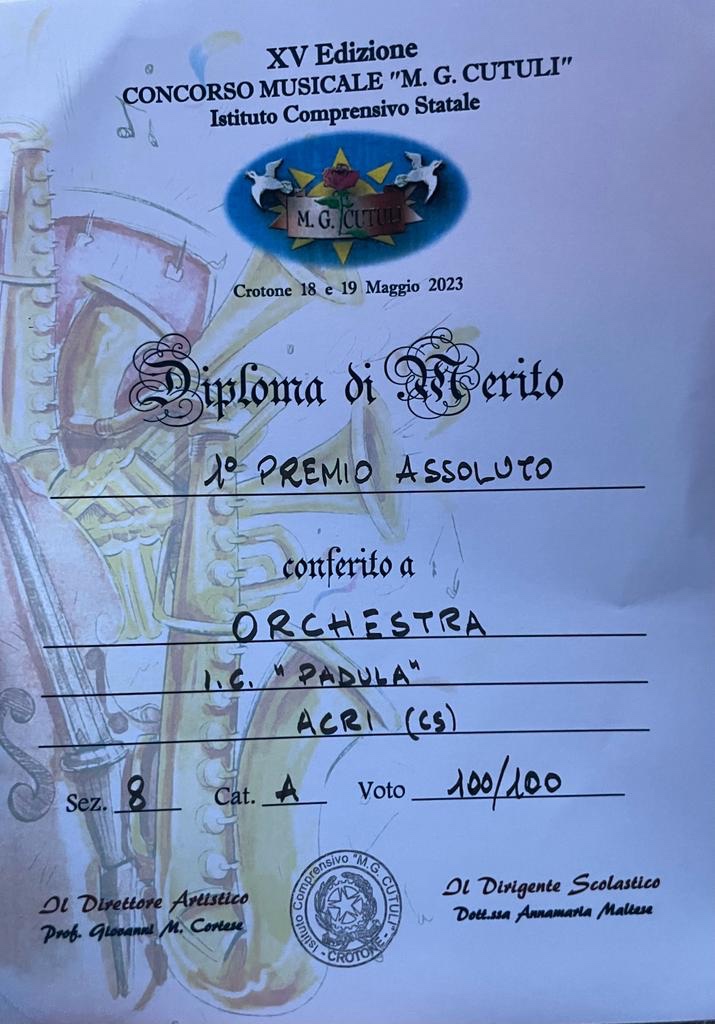 XV Edizione
CONCORSO MUSICALE "M. G. CUTULI"
Istituto Comprensivo Statale
M. G. CUTULI
Crotone 18 e 19 Maggio 2023
Diploma di Merito
1° PREMIO ASSOLUTO
conferito a
ORCHESTRA
I.C. "PADULA"
ACRI (CS)
Sez. 8 Cat. A Voto 100/100
Il Direttore Artistico
Prof. Giovanni M. Cortese
Istituto Comprensivo "M.G. CUTULI"
- CROTONE -
Il Dirigente Scolastico
Dott.ssa Annamaria Maltese